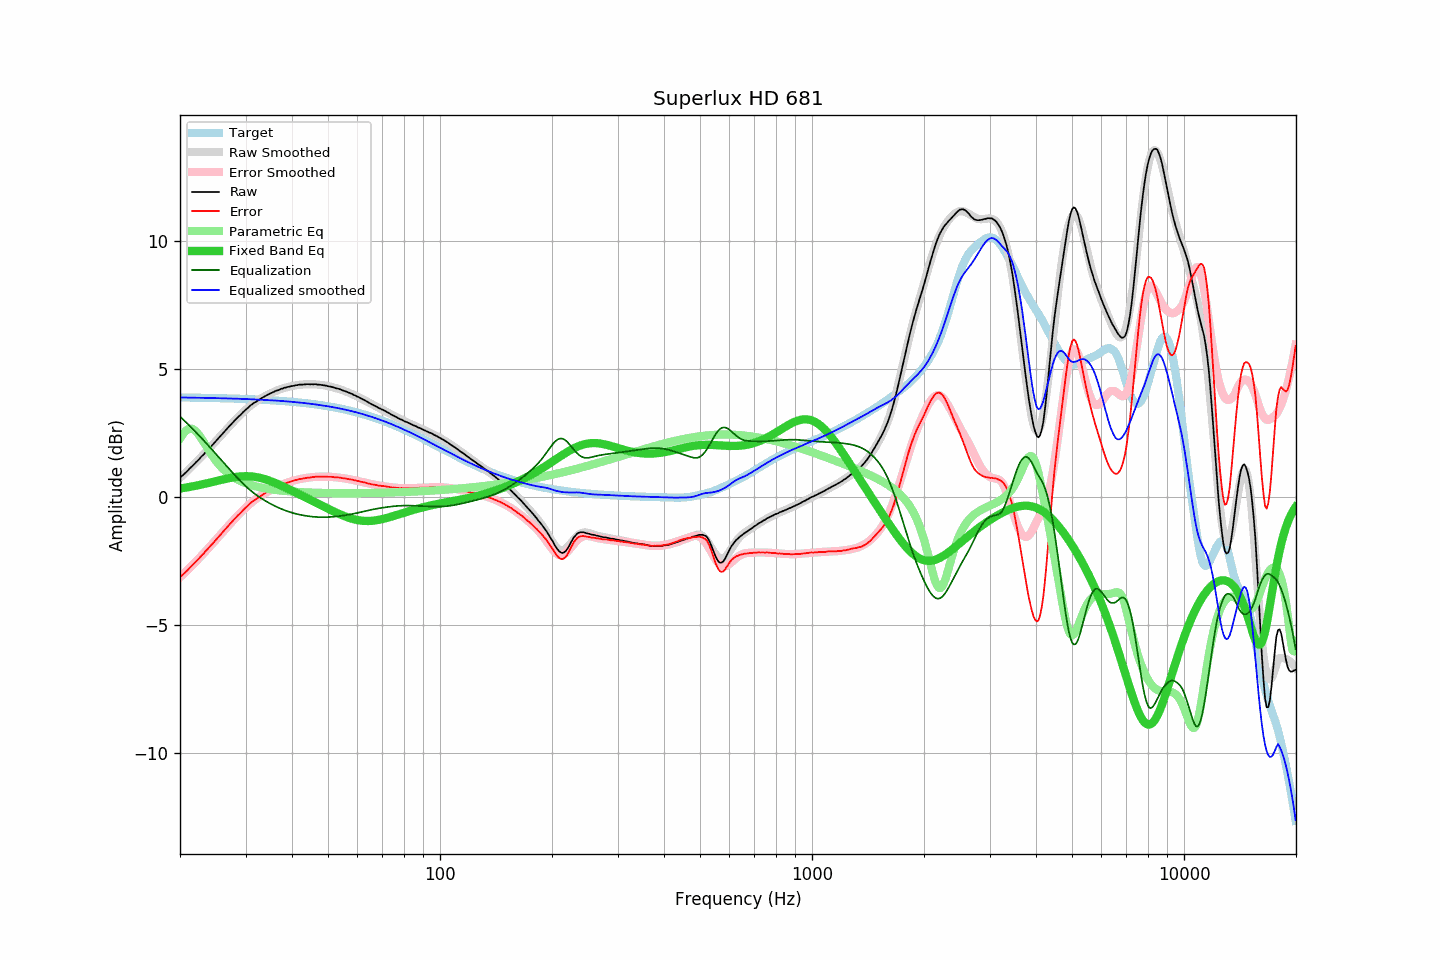 Superlux HD 681
Target
Raw Smoothed
Error Smoothed
Raw
Error
Parametric Eq
Fixed Band Eq
Equalization
Equalized smoothed
10
5
0
−5
−10
Amplitude (dBr)
100
1000
10000
Frequency (Hz)